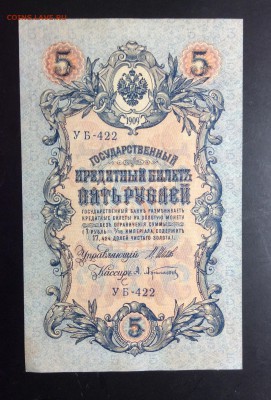 5 5
1909
УБ-422
ГОСУДАРСТВЕННЫЙ
КРЕДИТНЫЙ БИЛЕТЪ
ПЯТЬ РУБЛЕЙ
ГОСУДАРСТВЕННЫЙ БАНКЪ РАЗМѢНИВАЕТЪ
КРЕДИТНЫЕ БИЛЕТЫ НА ЗОЛОТУЮ МОНЕТУ
БЕЗЪ ОГРАНИЧЕНІЯ СУММЫ
Управляющій
Кассиръ
УБ-422
5